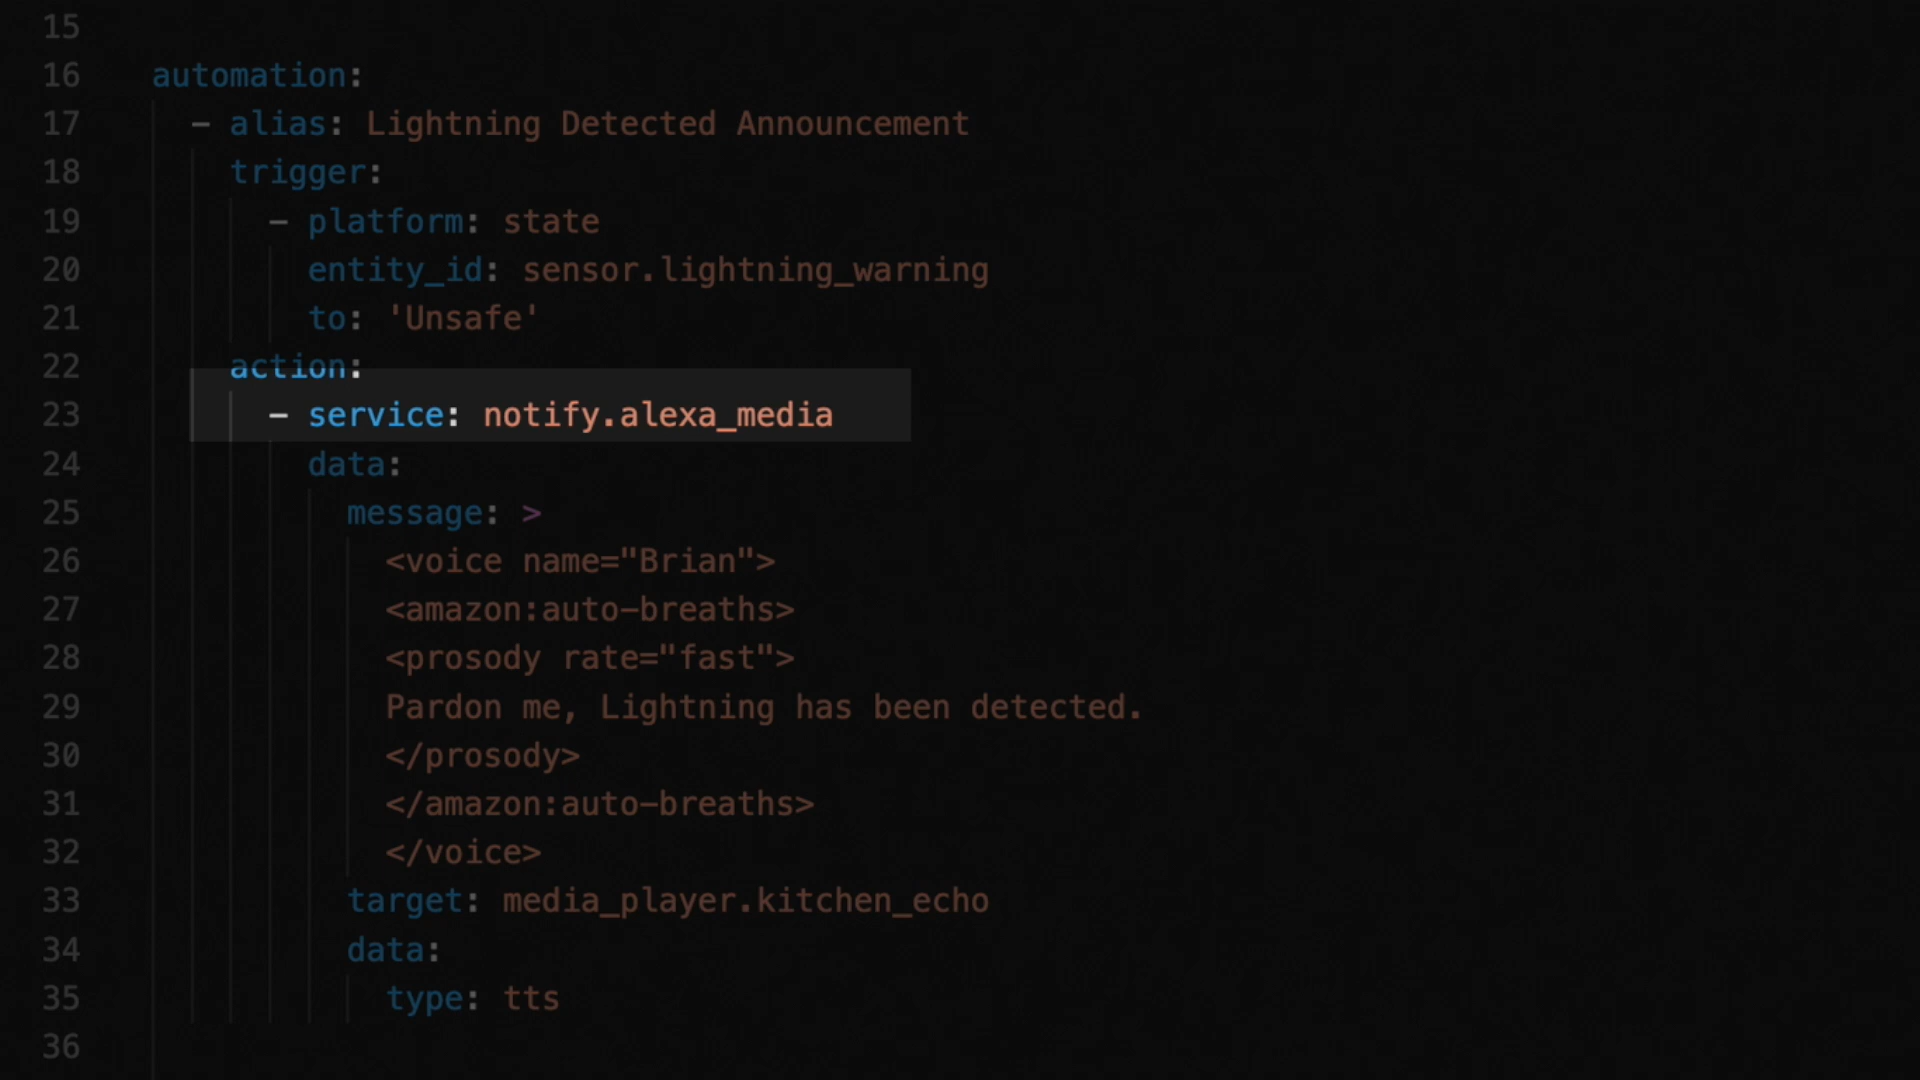 15
16 automation:
17 - alias: Lightning Detected Announcement
18 trigger:
19 - platform: state
20 entity_id: sensor.lightning_warning
21 to: 'Unsafe'
22 action:
23 - service: notify.alexa_media
24 data:
25 message: >
26 <voice name="Brian">
27 <amazon:auto-breaths>
28 <prosody rate="fast">
29 Pardon me, Lightning has been detected.
30 </prosody>
31 </amazon:auto-breaths>
32 </voice>
33 target: media_player.kitchen_echo
34 data:
35 type: tts
36